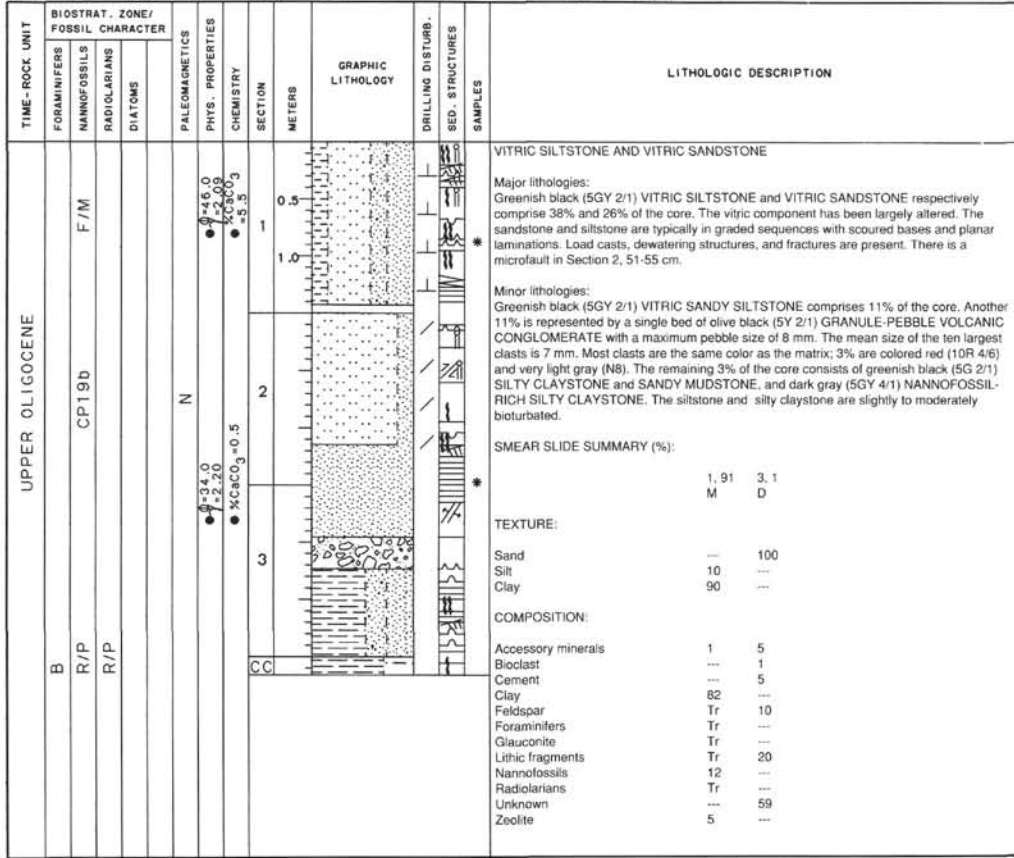 TIME-ROCK UNIT
BIOSTRAT. ZONE/
FOSSIL CHARACTER
FORAMINIFERS
NANNOFOSSILS
RADIOLARIANS
DIATOMS
PALEOMAGNETICS
PHYS. PROPERTIES
CHEMISTRY
SECTION
METERS
GRAPHIC
LITHOLOGY
DRILLING DISTURB.
SED. STRUCTURES
SAMPLES
LITHOLOGIC DESCRIPTION
UPPER OLIGOCENE
B
F/M
CP19b
R/P
R/P
N
=46.0
=2.09
%CaCO3
=5.5
=34.0
=2.20
%CaCO3=0.5
1
2
3
CC
0.5
1.0
*
*
VITRIC SILTSTONE AND VITRIC SANDSTONE
Major lithologies:
Greenish black (5GY 2/1) VITRIC SILTSTONE and VITRIC SANDSTONE respectively
comprise 38% and 26% of the core. The vitric component has been largely altered. The
sandstone and siltstone are typically in graded sequences with scoured bases and planar
laminations. Load casts, dewatering structures, and fractures are present. There is a
microfault in Section 2, 51-55 cm.
Minor lithologies:
Greenish black (5GY 2/1) VITRIC SANDY SILTSTONE comprises 11% of the core. Another
11% is represented by a single bed of olive black (5Y 2/1) GRANULE-PEBBLE VOLCANIC
CONGLOMERATE with a maximum pebble size of 8 mm. The mean size of the ten largest
clasts is 7 mm. Most clasts are the same color as the matrix; 3% are colored red (10R 4/6)
and very light gray (N8). The remaining 3% of the core consists of greenish black (5G 2/1)
SILTY CLAYSTONE and SANDY MUDSTONE, and dark gray (5GY 4/1) NANNOFOSSIL-
RICH SILTY CLAYSTONE. The siltstone and silty claystone are slightly to moderately
bioturbated.
SMEAR SLIDE SUMMARY (%):
1, 91 3, 1
M D
TEXTURE:
Sand --- 100
Silt 10 ---
Clay 90 ---
COMPOSITION:
Accessory minerals 1 5
Bioclast --- 1
Cement --- 5
Clay 82 ---
Feldspar Tr 10
Foraminifers Tr ---
Glauconite Tr ---
Lithic fragments Tr 20
Nannofossils 12 ---
Radiolarians Tr ---
Unknown --- 59
Zeolite 5 ---